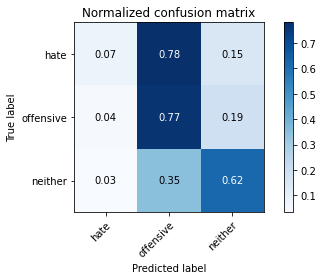 Normalized confusion matrix
True label
hate 0.07 0.78 0.15
offensive 0.04 0.77 0.19
neither 0.03 0.35 0.62
hate offensive neither
Predicted label
0.7
0.6
0.5
0.4
0.3
0.2
0.1